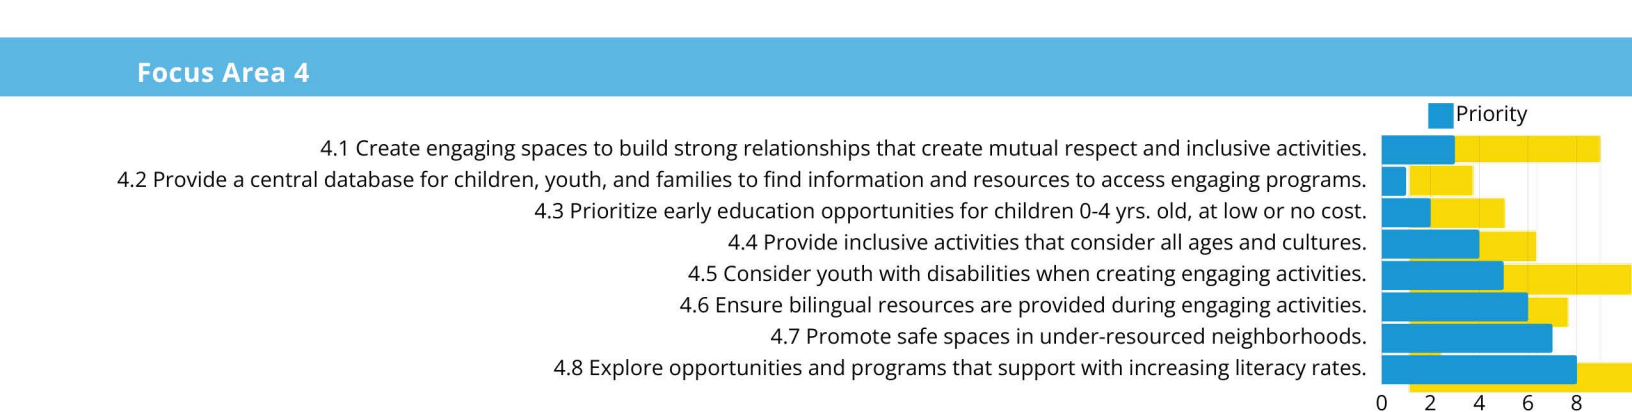 Focus Area 4
Priority
4.1 Create engaging spaces to build strong relationships that create mutual respect and inclusive activities.
4.2 Provide a central database for children, youth, and families to find information and resources to access engaging programs.
4.3 Prioritize early education opportunities for children 0-4 yrs. old, at low or no cost.
4.4 Provide inclusive activities that consider all ages and cultures.
4.5 Consider youth with disabilities when creating engaging activities.
4.6 Ensure bilingual resources are provided during engaging activities.
4.7 Promote safe spaces in under-resourced neighborhoods.
4.8 Explore opportunities and programs that support with increasing literacy rates.
0 2 4 6 8